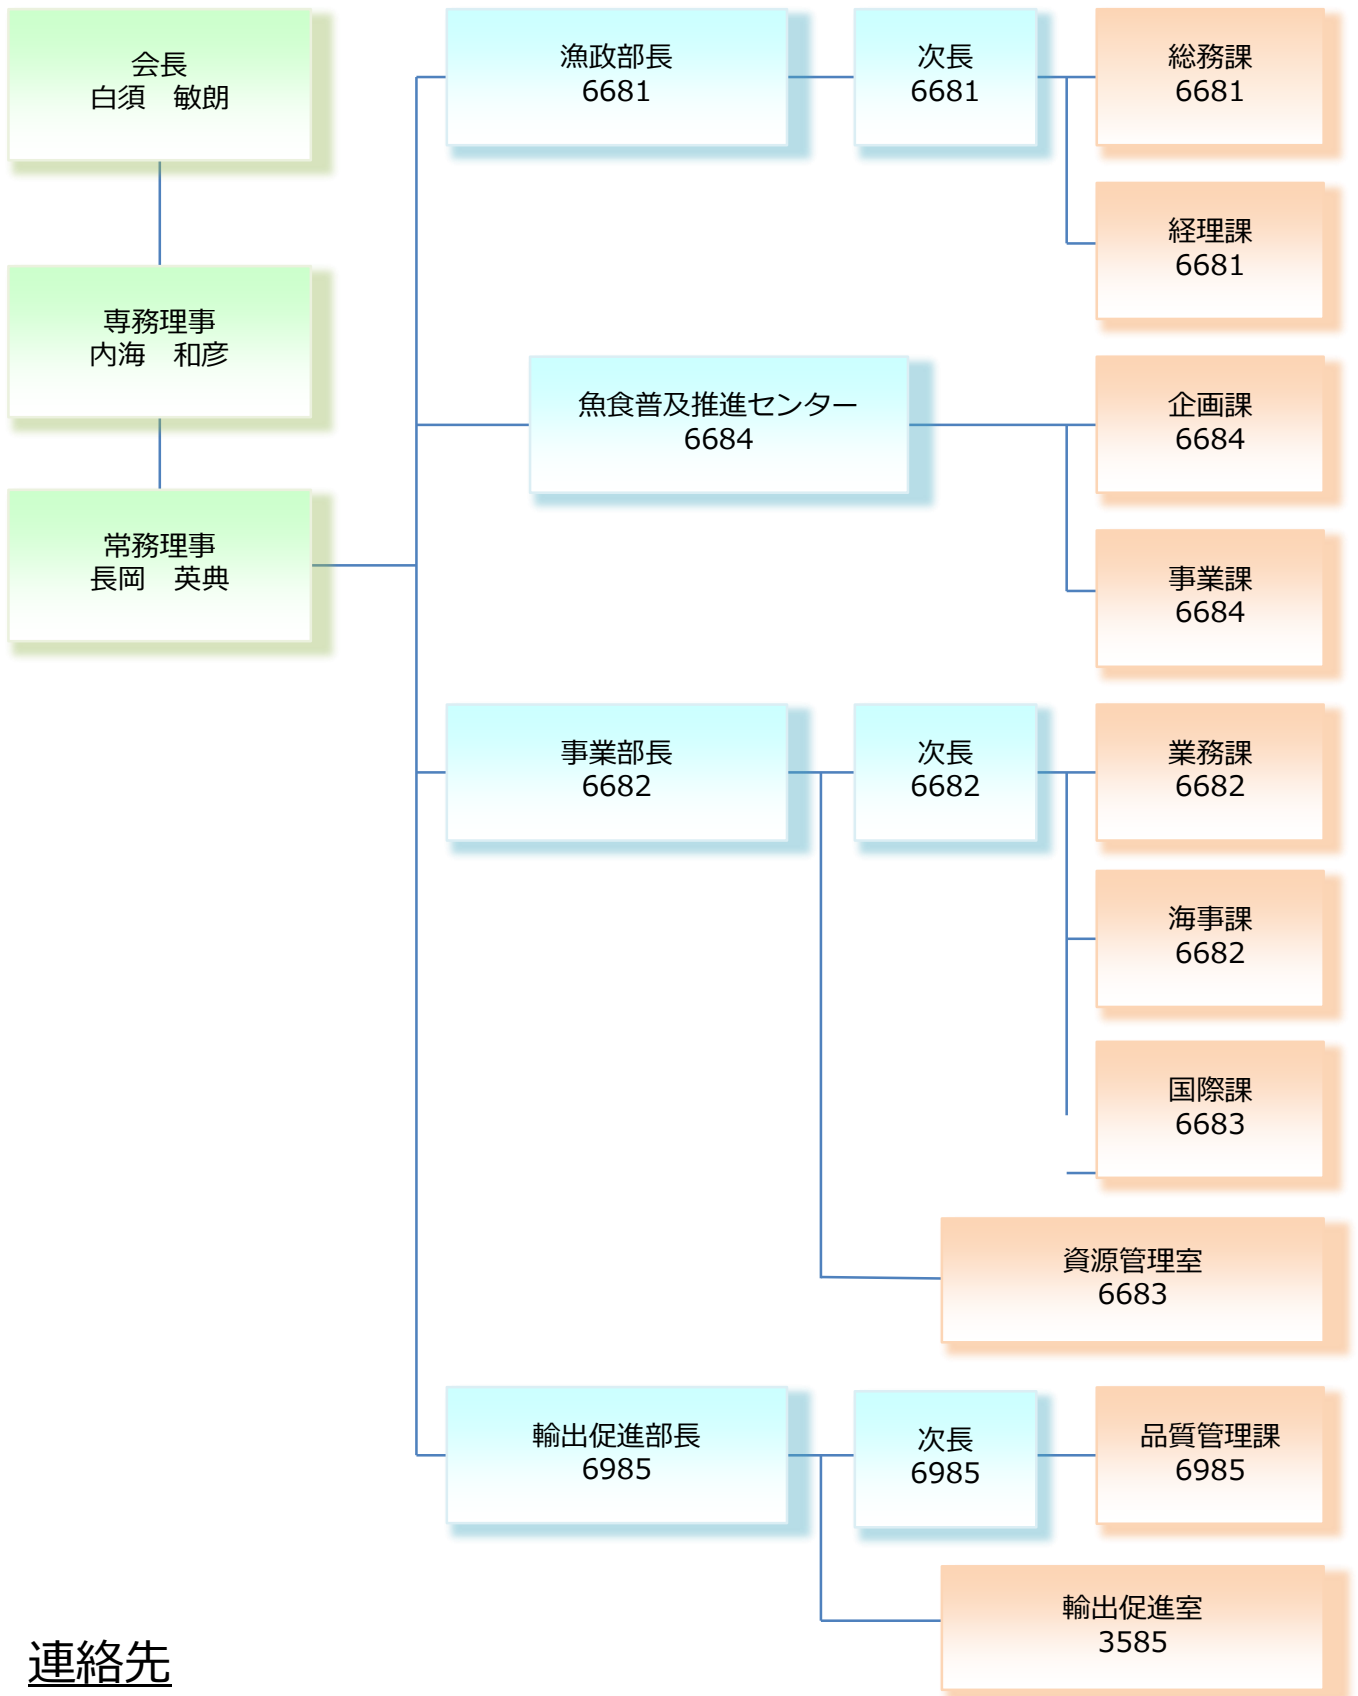 会長
白須　敏朗
専務理事
内海　和彦
常務理事
長岡　英典
漁政部長
6681
次長
6681
総務課
6681
経理課
6681
魚食普及推進センター
6684
企画課
6684
事業課
6684
事業部長
6682
次長
6682
業務課
6682
海事課
6682
国際課
6683
資源管理室
6683
輸出促進部長
6985
次長
6985
品質管理課
6985
輸出促進室
3585
連絡先